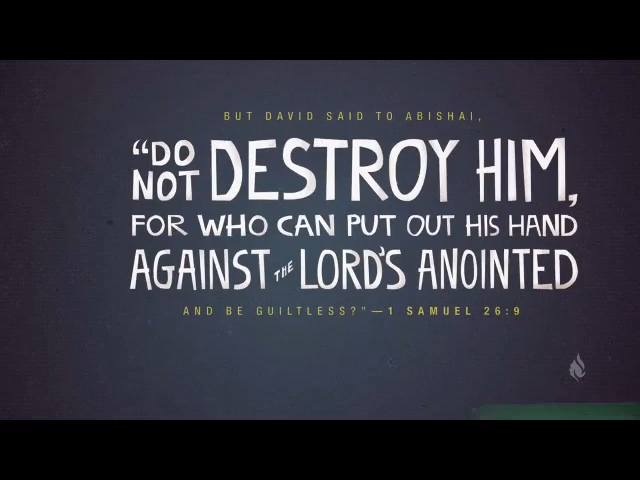 BUT DAVID SAID TO ABISHAI,
"DO NOT DESTROY HIM,
FOR WHO CAN PUT OUT HIS HAND
AGAINST THE LORD'S ANOINTED
AND BE GUILTLESS?"—1 SAMUEL 26:9